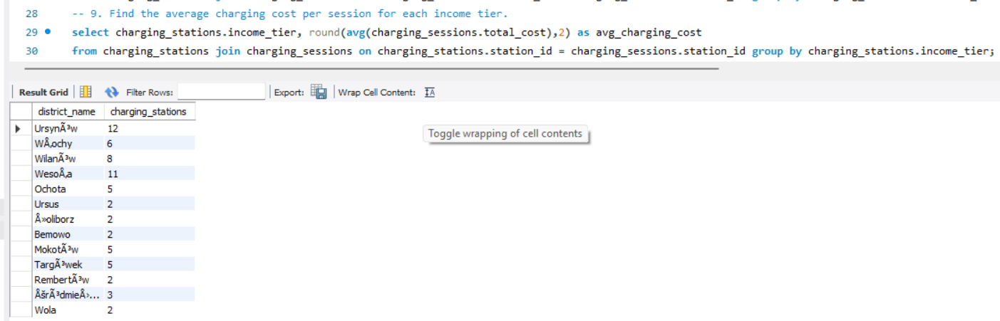 28 -- 9. Find the average charging cost per session for each income tier.
29 select charging_stations.income_tier, round(avg(charging_sessions.total_cost),2) as avg_charging_cost
30 from charging_stations join charging_sessions on charging_stations.station_id = charging_sessions.station_id group by charging_stations.income_tier;
Result Grid Filter Rows: Export: Wrap Cell Content: IA
Toggle wrapping of cell contents
district_name charging_stations
UrsynÃ³w 12
WÅ‚ochy 6
WilanÃ³w 8
WesoÅ‚a 11
Ochota 5
Ursus 2
Å»oliborz 2
Bemowo 2
MokotÃ³w 5
TargÃ³wek 5
RembertÃ³w 2
ÅšrÃ³dmieÅ›... 3
Wola 2